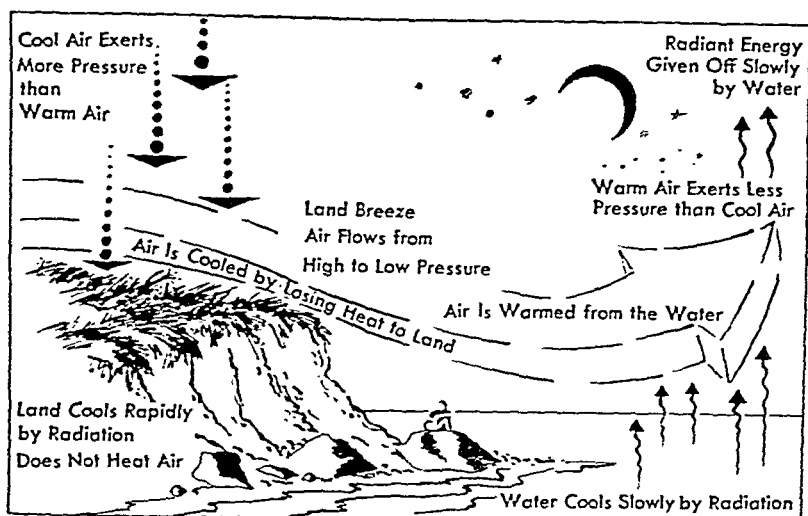 Cool Air Exerts
More Pressure
than
Warm Air
Radiant Energy
Given Off Slowly
by Water
Warm Air Exerts Less
Pressure than Cool Air
Land Breeze
Air Flows from
High to Low Pressure
Air Is Cooled by Losing Heat to Land
Air Is Warmed from the Water
Land Cools Rapidly
by Radiation
Does Not Heat Air
Water Cools Slowly by Radiation